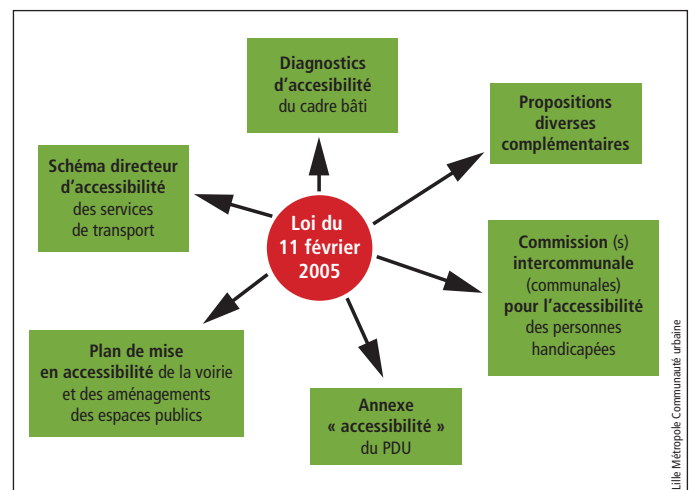 Diagnostics
d'accesibilité
du cadre bâti
Propositions
diverses
complémentaires
Schéma directeur
d'accessibilité
des services
de transport
Loi du
11 février
2005
Commission (s)
intercommunale
(communales)
pour l'accessibilité
des personnes
handicapées
Plan de mise
en accessibilité de la voirie
et des aménagements
des espaces publics
Annexe
« accessibilité »
du PDU
Lille Métropole Communauté urbaine